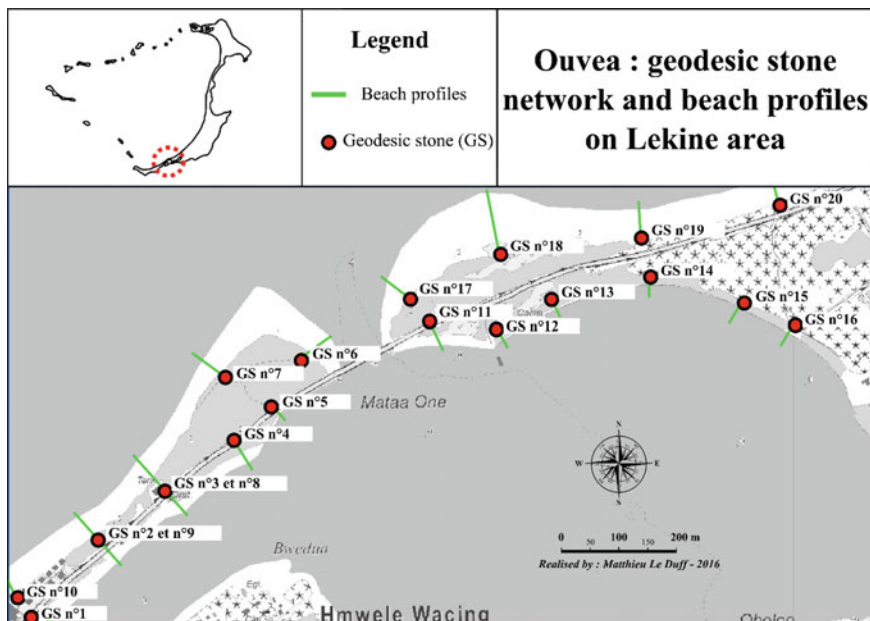 Legend
Beach profiles
Geodesic stone (GS)
Ouvea : geodesic stone
network and beach profiles
on Lekine area
GS n°20
GS n°19
GS n°18
GS n°14
GS n°17
GS n°13
GS n°15
GS n°11
GS n°12
GS n°16
GS n°6
GS n°7
GS n°5
Mataa One
GS n°4
N
W E
S
GS n°3 et n°8
GS n°2 et n°9
0 50 100 150 200 m
Bwedua
Realised by : Matthieu Le Duff - 2016
GS n°10
GS n°1
Hmwele Wacing